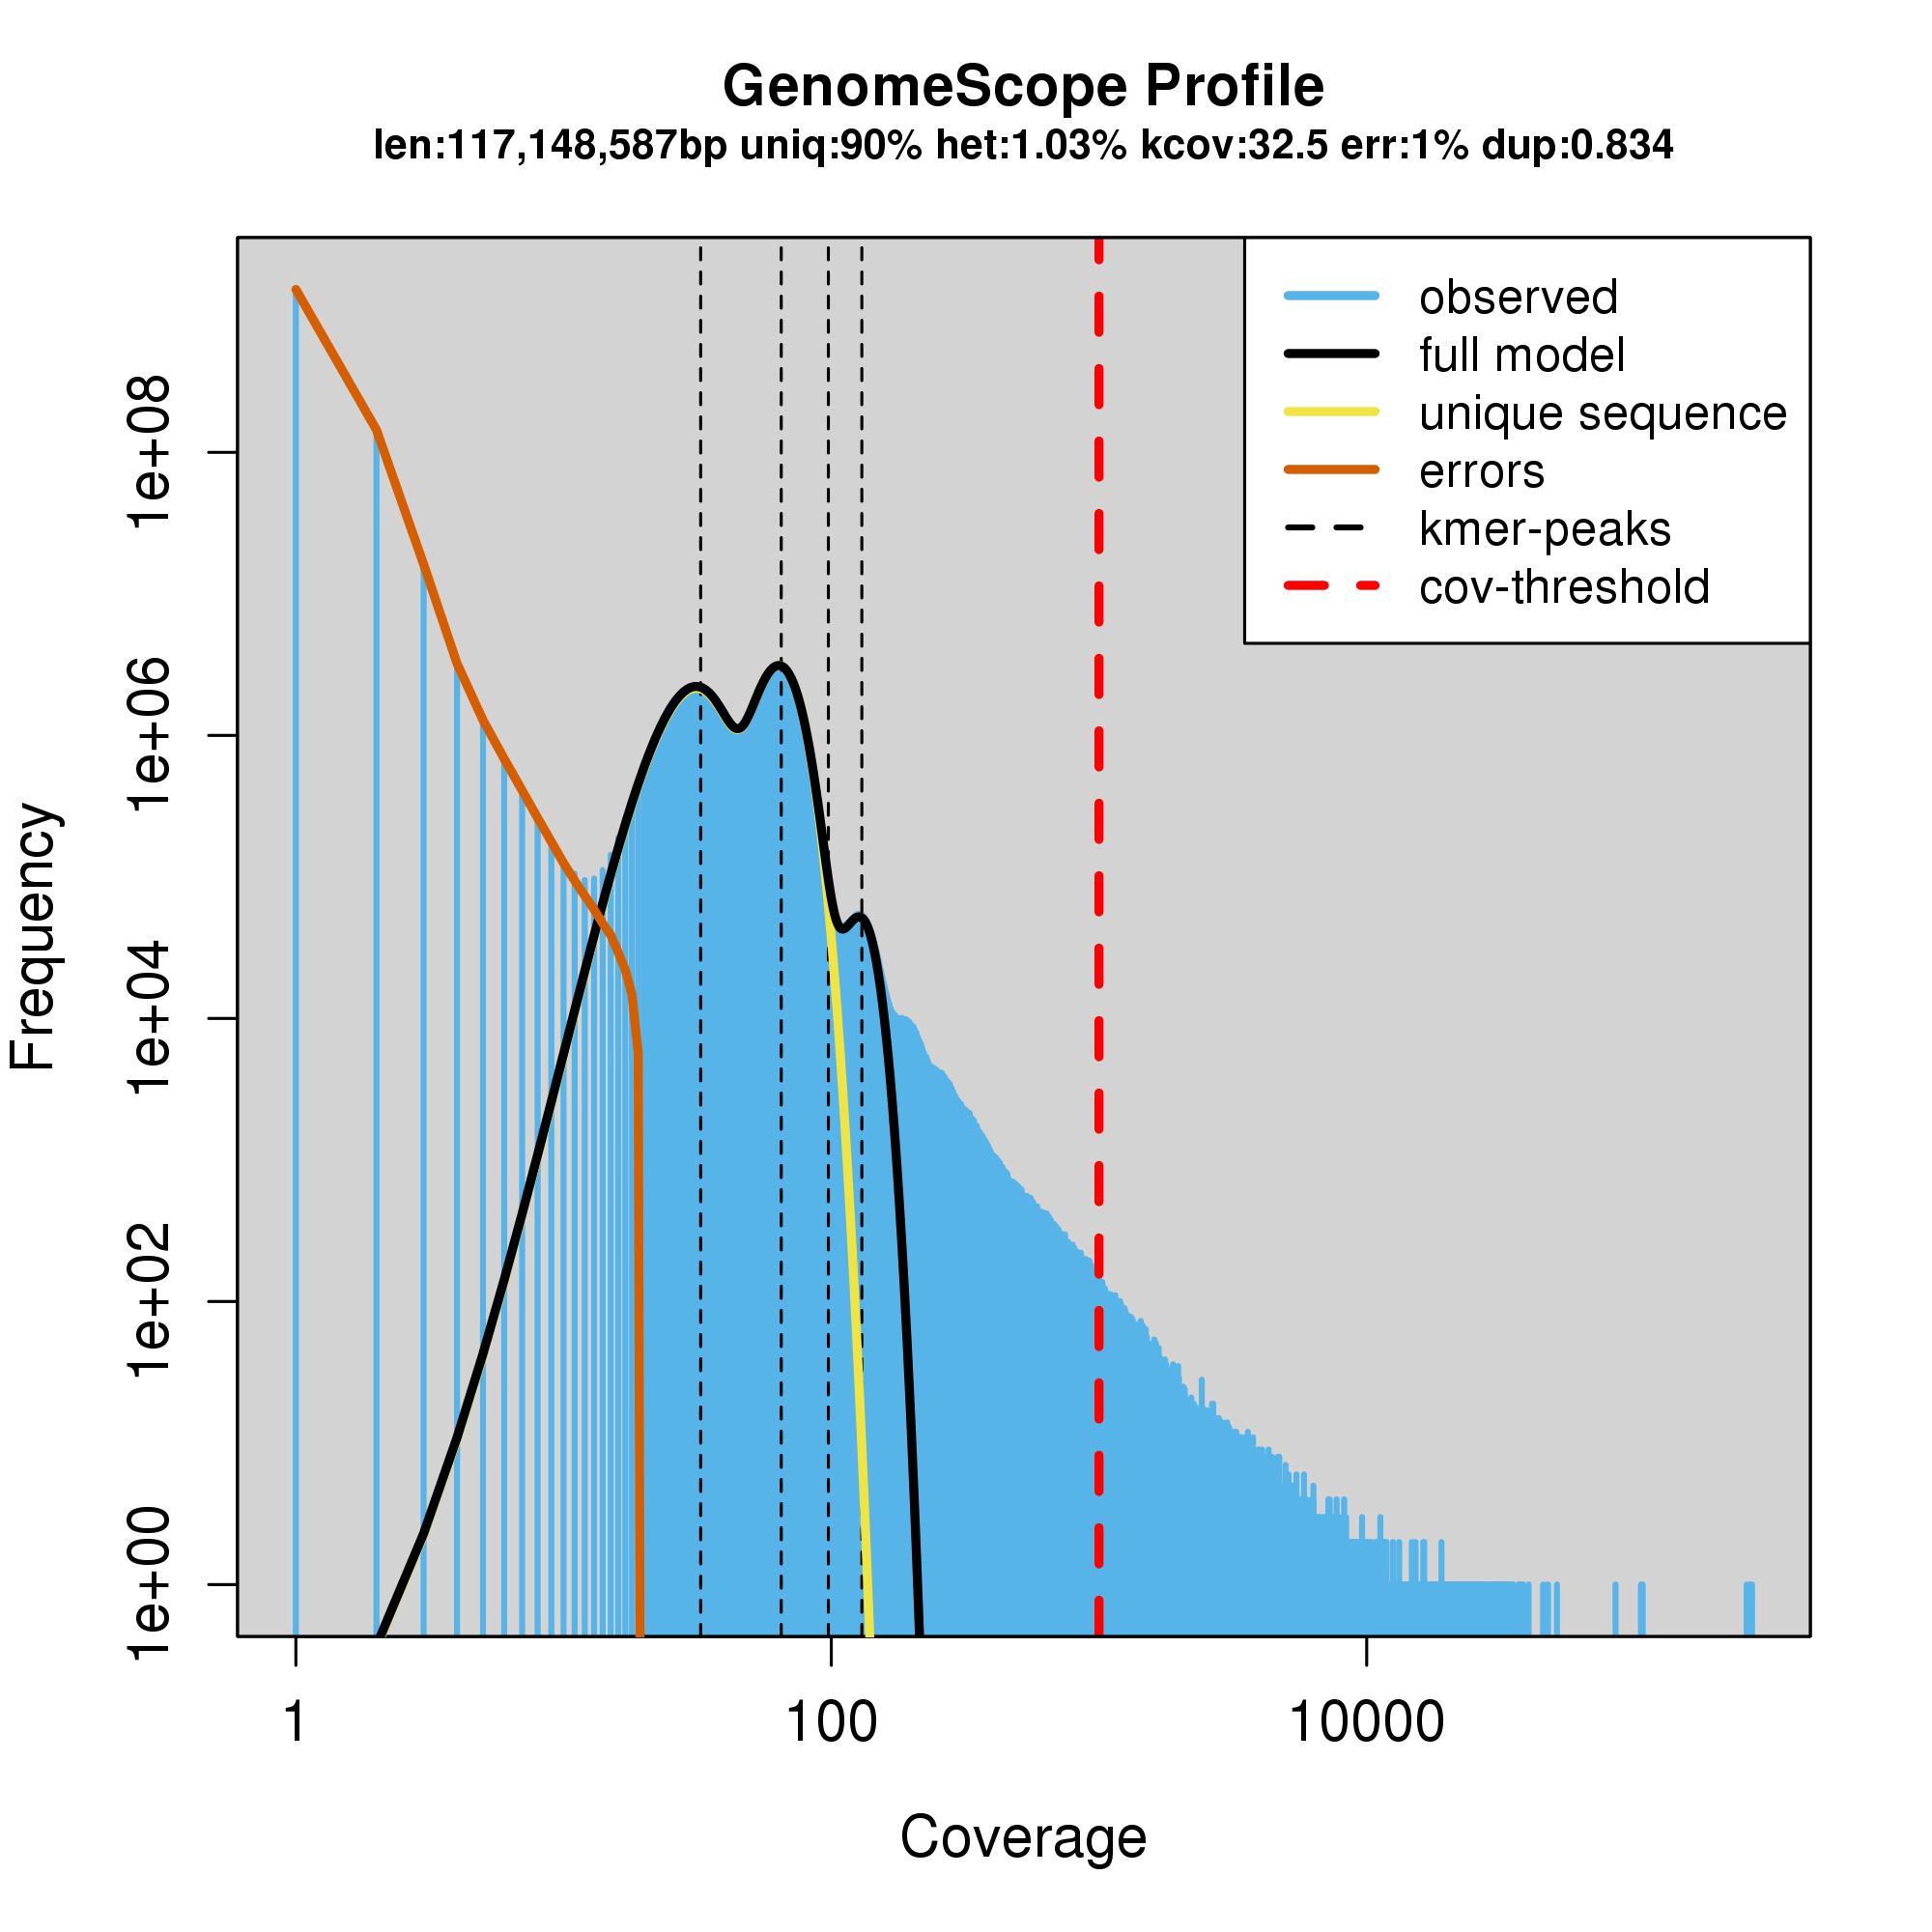 GenomeScope Profile
len:117,148,587bp uniq:90% het:1.03% kcov:32.5 err:1% dup:0.834
observed
full model
unique sequence
errors
kmer-peaks
cov-threshold
Frequency
1e+08
1e+06
1e+04
1e+02
1e+00
1
100
10000
Coverage